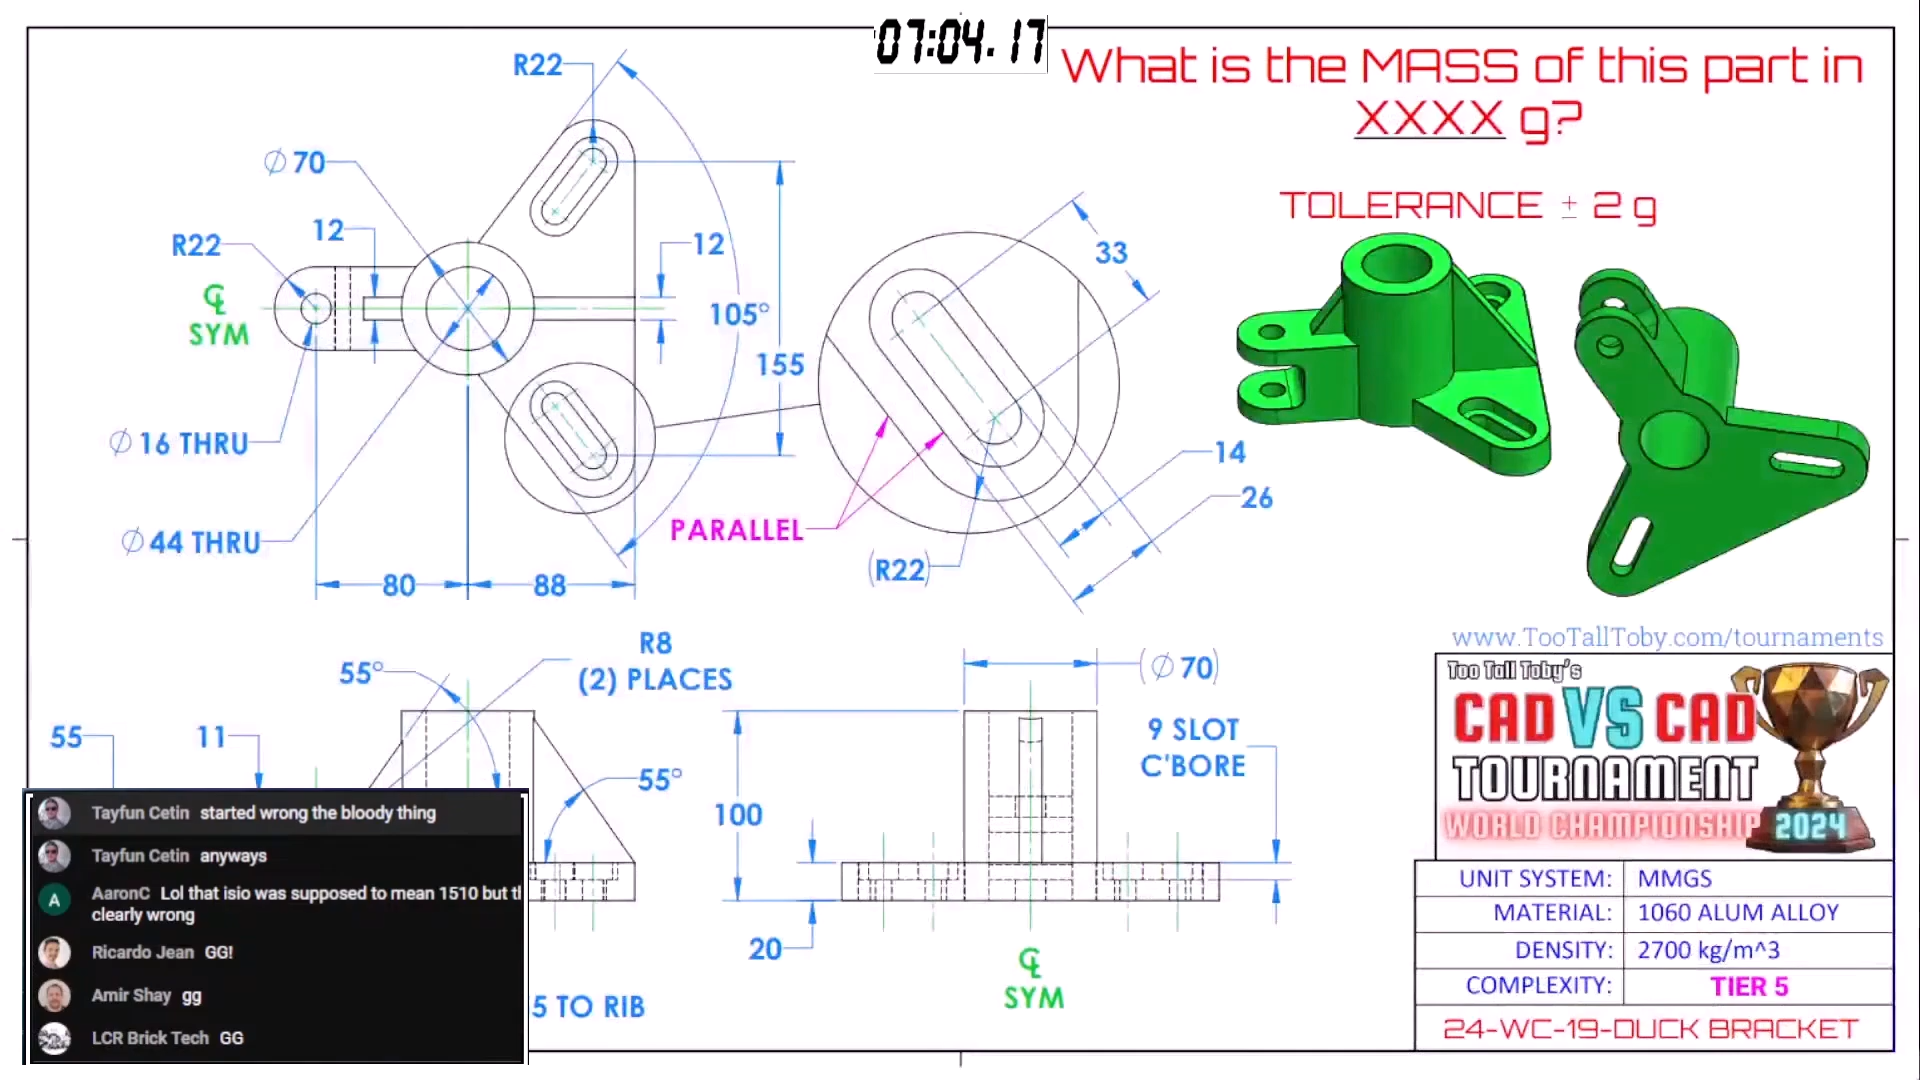 07:04.17
What is the MASS of this part in
XXXX g?
TOLERANCE ± 2 g
R22
∅ 70
12
R22
℄
SYM
12
105°
155
∅ 16 THRU
∅ 44 THRU
80
88
33
14
26
PARALLEL
(R22)
R8
(2) PLACES
55°
55
11
55°
(∅ 70)
9 SLOT
C'BORE
100
20
℄
SYM
5 TO RIB
Tayfun Cetin started wrong the bloody thing
Tayfun Cetin anyways
A AaronC Lol that isio was supposed to mean 1510 but
clearly wrong
Ricardo Jean GG!
Amir Shay gg
LCR Brick Tech GG
www.TooTallToby.com/tournaments
Too Tall Toby's
CAD VS CAD
TOURNAMENT
WORLD CHAMPIONSHIP 2024
UNIT SYSTEM: MMGS
MATERIAL: 1060 ALUM ALLOY
DENSITY: 2700 kg/m^3
COMPLEXITY: TIER 5
24-WC-19-DUCK BRACKET